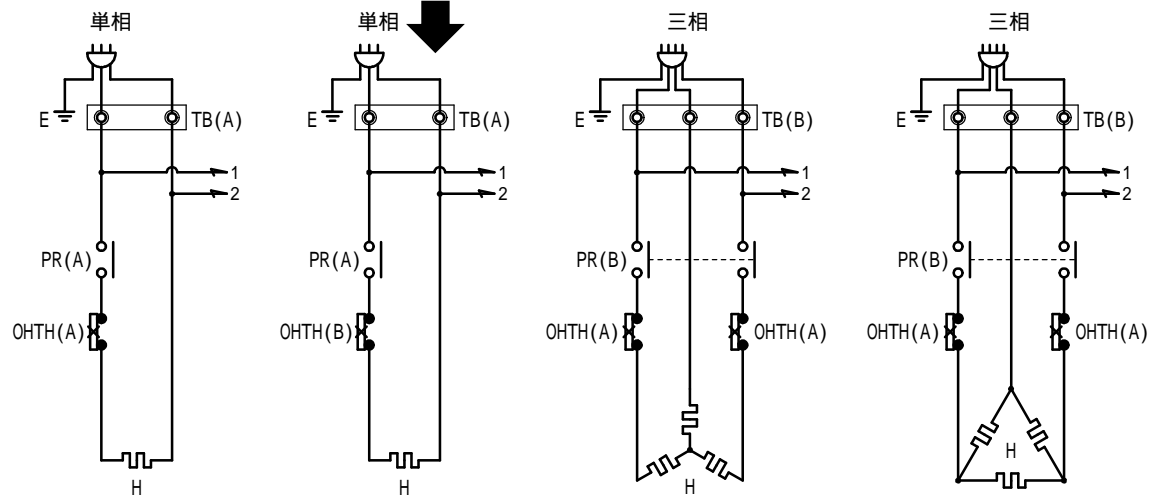 単相
単相
三相
三相
E
TB(A)
E
TB(A)
E
TB(B)
E
TB(B)
1
1
1
1
2
2
2
2
PR(A)
PR(A)
PR(B)
PR(B)
OHTH(A)
OHTH(B)
OHTH(A)
OHTH(A)
OHTH(A)
OHTH(A)
H
H
H
H